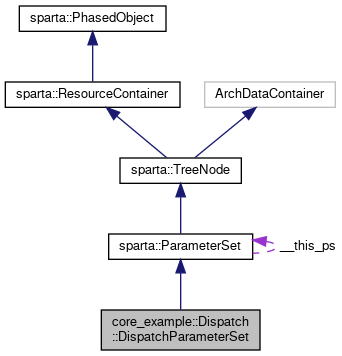 sparta::PhasedObject
sparta::ResourceContainer
ArchDataContainer
sparta::TreeNode
sparta::ParameterSet
__this_ps
core_example::Dispatch
::DispatchParameterSet